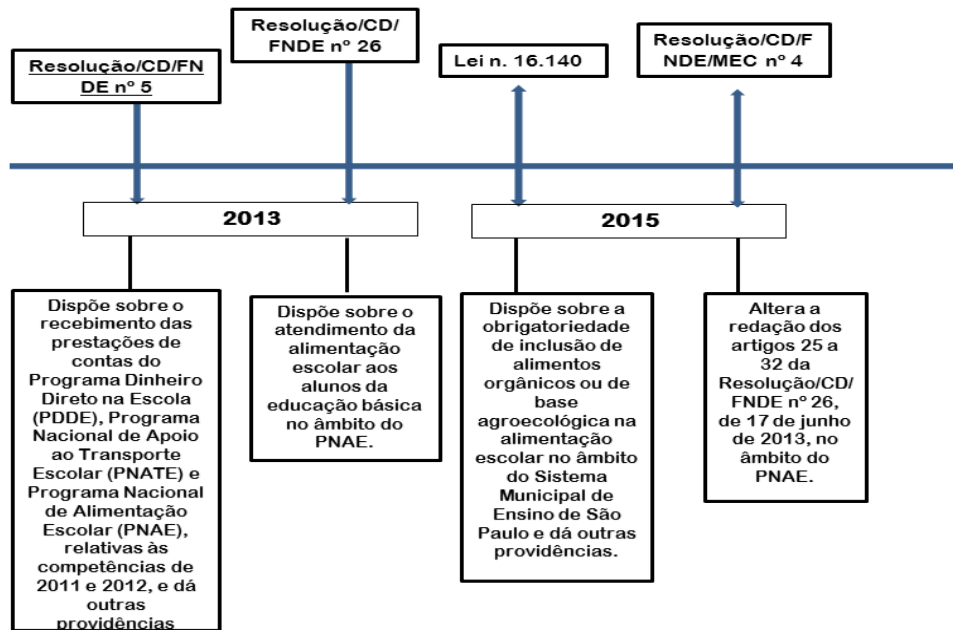 Resolução/CD/FN
DE nº 5
Resolução/CD/
FNDE nº 26
Lei n. 16.140
Resolução/CD/F
NDE/MEC nº 4
2013
2015
Dispõe sobre o
recebimento das
prestações de
contas do
Programa Dinheiro
Direto na Escola
(PDDE), Programa
Nacional de Apoio
ao Transporte
Escolar (PNATE) e
Programa Nacional
de Alimentação
Escolar (PNAE),
relativas às
competências de
2011 e 2012, e dá
outras
providências
Dispõe sobre o
atendimento da
alimentação
escolar aos
alunos da
educação básica
no âmbito do
PNAE.
Dispõe sobre a
obrigatoriedade
de inclusão de
alimentos
orgânicos ou de
base
agroecológica na
alimentação
escolar no âmbito
do Sistema
Municipal de
Ensino de São
Paulo e dá outras
providências.
Altera a
redação dos
artigos 25 a
32 da
Resolução/CD/
FNDE nº 26,
de 17 de junho
de 2013, no
âmbito do
PNAE.